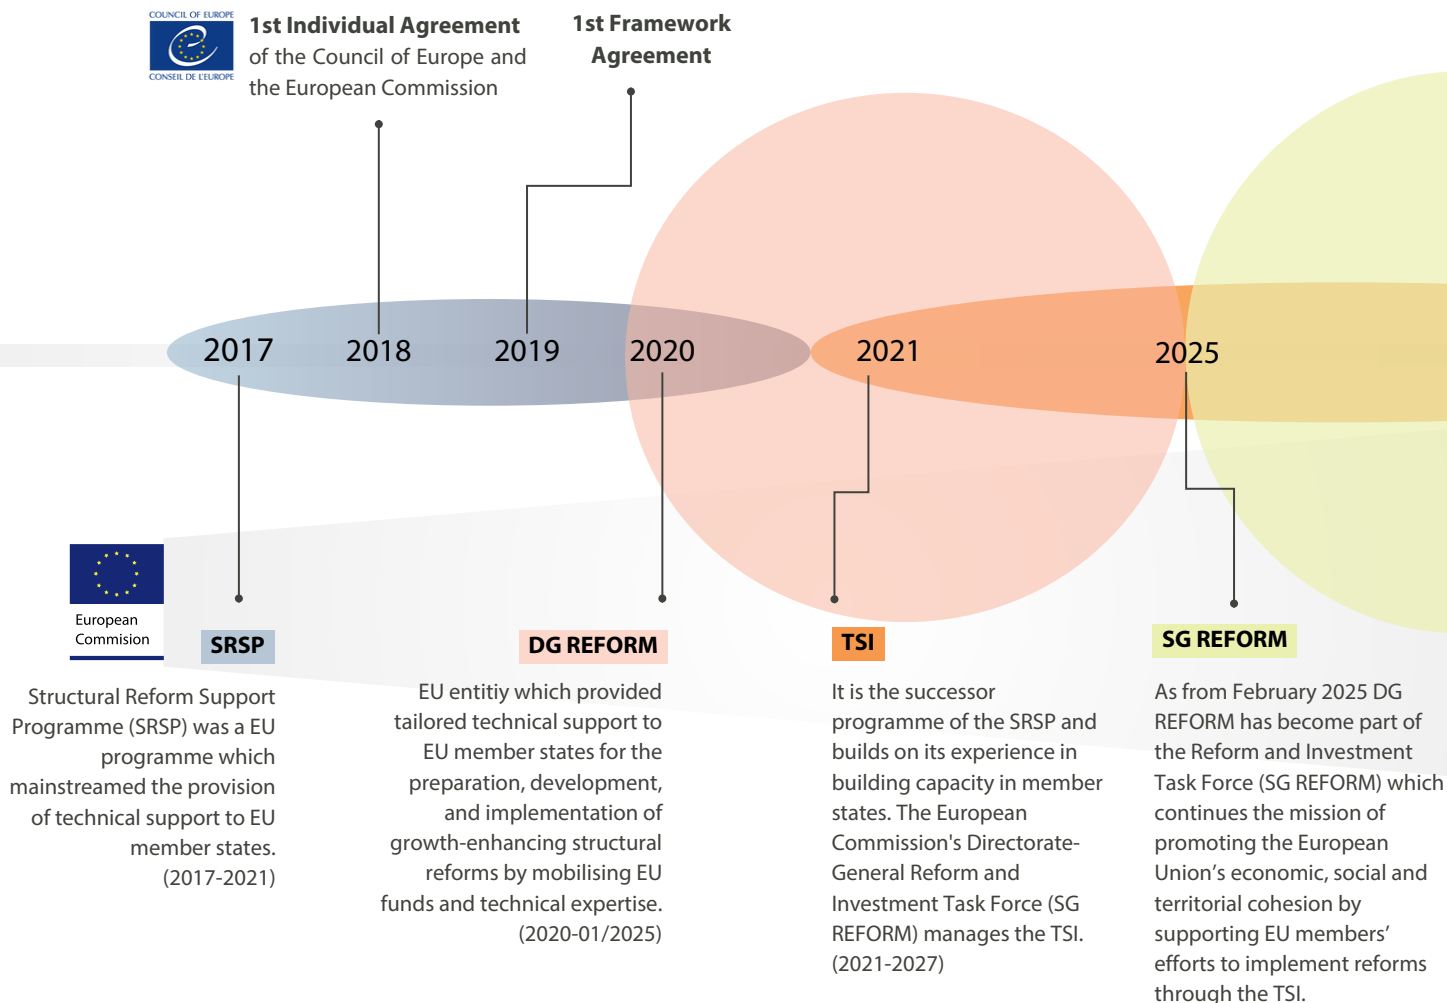 COUNCIL OF EUROPE
CONSEIL DE L'EUROPE
1st Individual Agreement
of the Council of Europe and
the European Commission
1st Framework
Agreement
2017
2018
2019
2020
2021
2025
European
Commision
SRSP
Structural Reform Support
Programme (SRSP) was a EU
programme which
mainstreamed the provision
of technical support to EU
member states.
(2017-2021)
DG REFORM
EU entitiy which provided
tailored technical support to
EU member states for the
preparation, development,
and implementation of
growth-enhancing structural
reforms by mobilising EU
funds and technical expertise.
(2020-01/2025)
TSI
It is the successor
programme of the SRSP and
builds on its experience in
building capacity in member
states. The European
Commission's Directorate-
General Reform and
Investment Task Force (SG
REFORM) manages the TSI.
(2021-2027)
SG REFORM
As from February 2025 DG
REFORM has become part of
the Reform and Investment
Task Force (SG REFORM) which
continues the mission of
promoting the European
Union's economic, social and
territorial cohesion by
supporting EU members'
efforts to implement reforms
through the TSI.